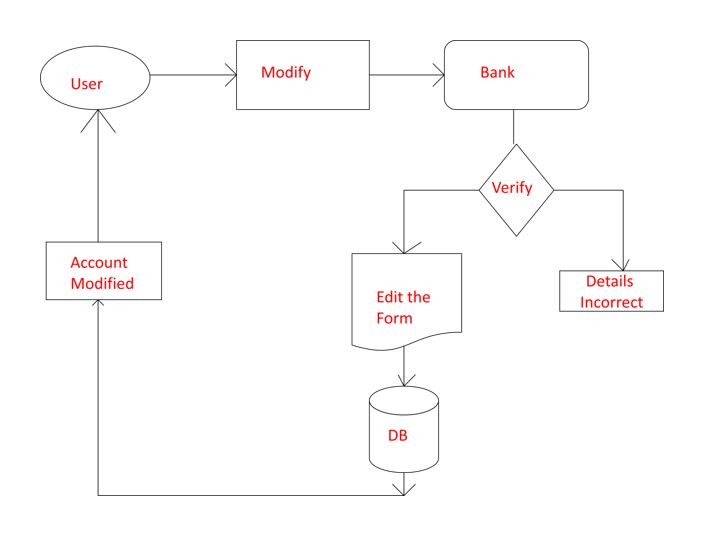 User
Modify
Bank
Verify
Account
Modified
Edit the
Form
Details
Incorrect
DB